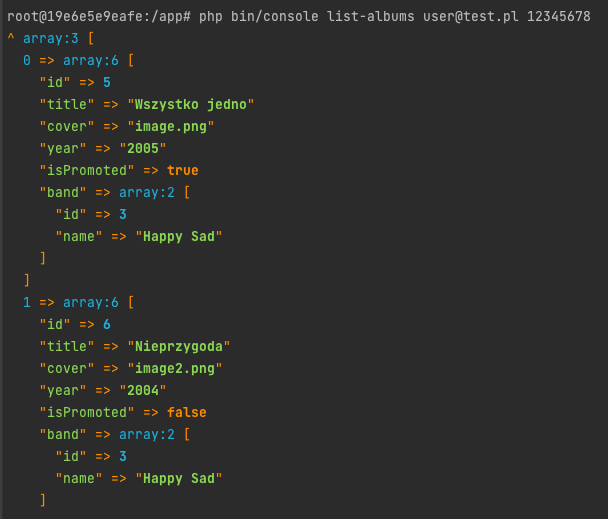 root@19e6e5e9eafe:/app# php bin/console list-albums user@test.pl 12345678
^ array:3 [
  0 => array:6 [
    "id" => 5
    "title" => "Wszystko jedno"
    "cover" => "image.png"
    "year" => "2005"
    "isPromoted" => true
    "band" => array:2 [
      "id" => 3
      "name" => "Happy Sad"
    ]
  ]
  1 => array:6 [
    "id" => 6
    "title" => "Nieprzygoda"
    "cover" => "image2.png"
    "year" => "2004"
    "isPromoted" => false
    "band" => array:2 [
      "id" => 3
      "name" => "Happy Sad"
    ]